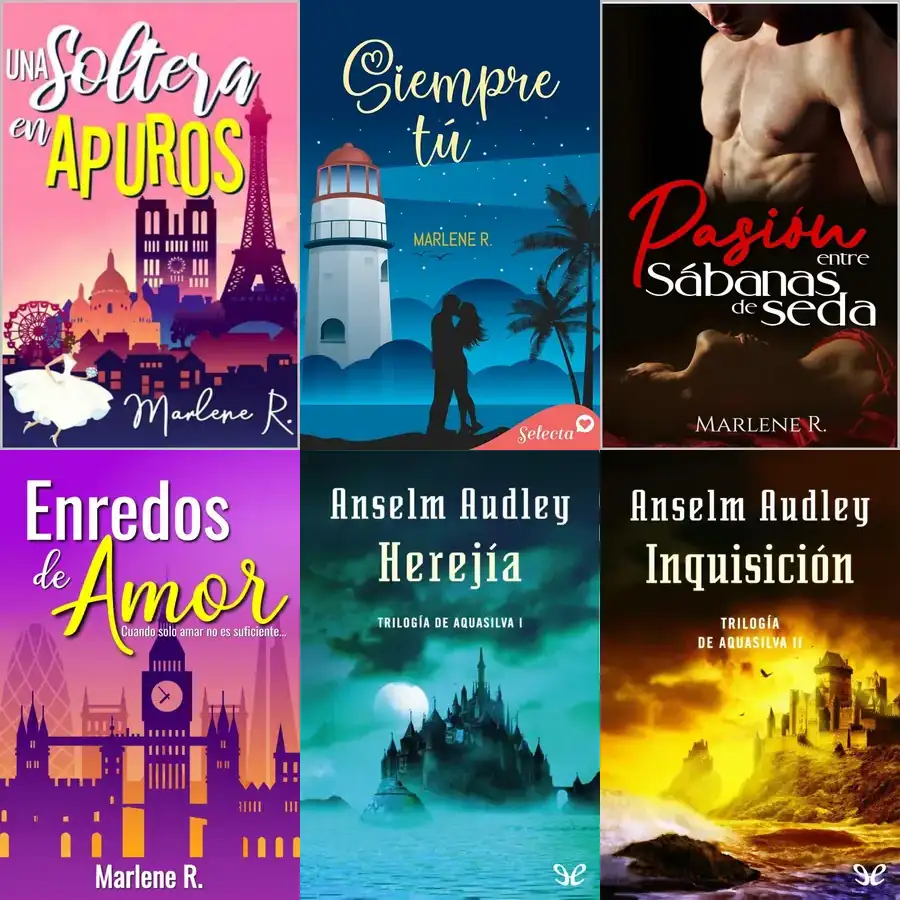 UNA Soltera
en APUROS
Marlene R.
Siempre
tú
MARLENE R.
Selecta
Pasión
entre
Sábanas
de seda
MARLENE R.
Enredos
de Amor
Cuando solo amar no es suficiente...
Marlene R.
Anselm Audley
Herejía
TRILOGÍA DE AQUASILVA I
Anselm Audley
Inquisición
TRILOGÍA
DE AQUASILVA II